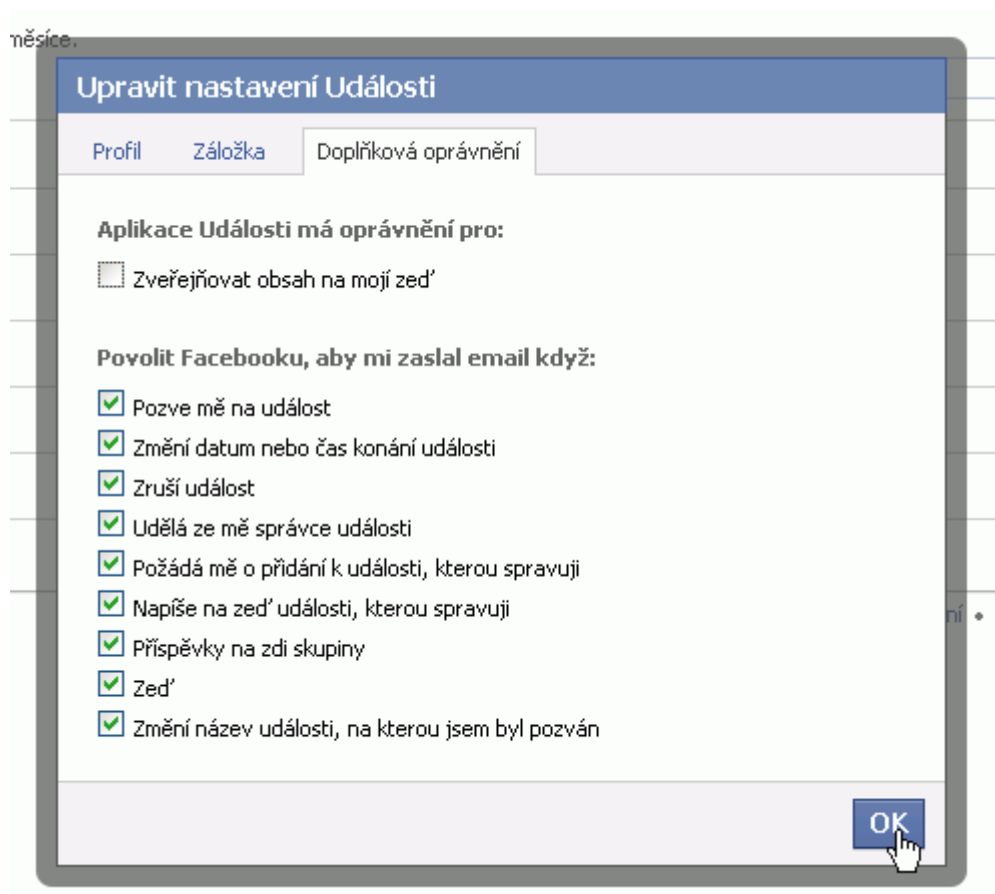 měsíce.
Upravit nastavení Události
Profil Záložka Doplňková oprávnění
Aplikace Události má oprávnění pro:
Zveřejňovat obsah na mojí zeď
Povolit Facebooku, aby mi zaslal email když:
Pozve mě na událost
Změní datum nebo čas konání události
Zruší událost
Udělá ze mě správce události
Požádá mě o přidání k události, kterou spravuji
Napíše na zeď události, kterou spravuji
ní •
Příspěvky na zdi skupiny
Zeď
Změní název události, na kterou jsem byl pozván
OK